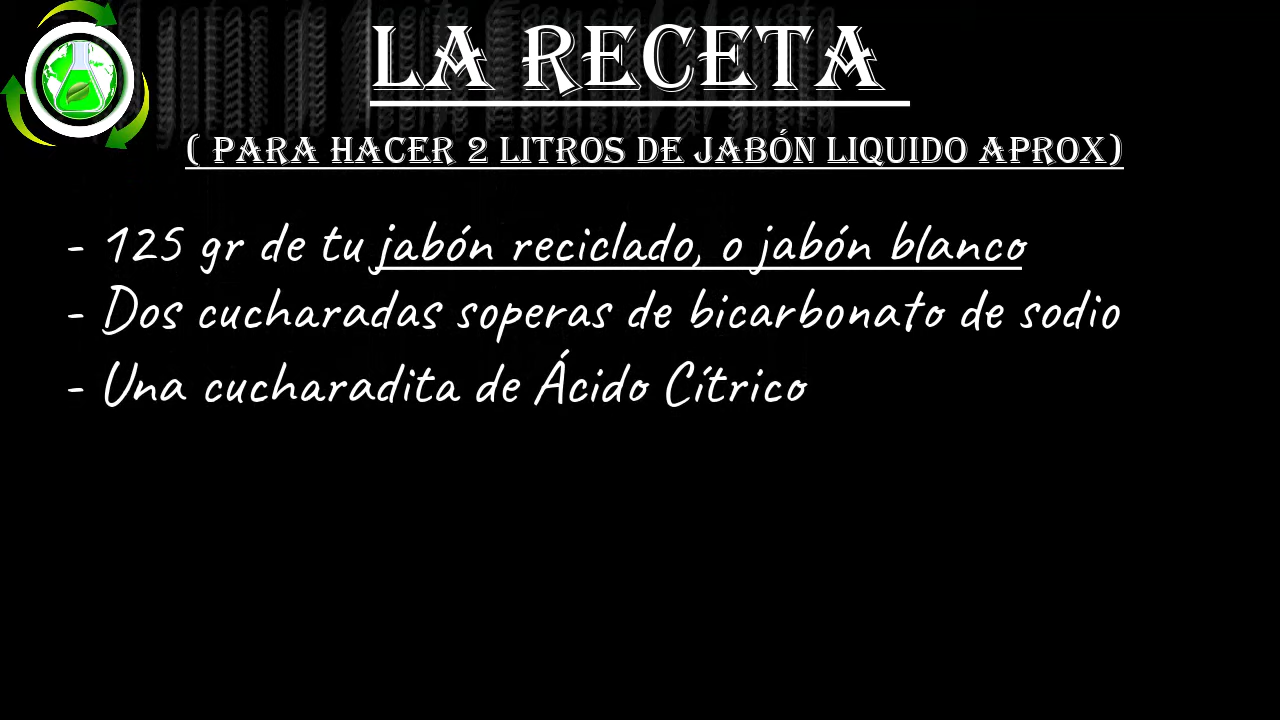 LA RECETA
( PARA HACER 2 LITROS DE JABÓN LIQUIDO APROX)
- 125 gr de tu jabón reciclado, o jabón blanco
- Dos cucharadas soperas de bicarbonato de sodio
- Una cucharadita de Ácido Cítrico